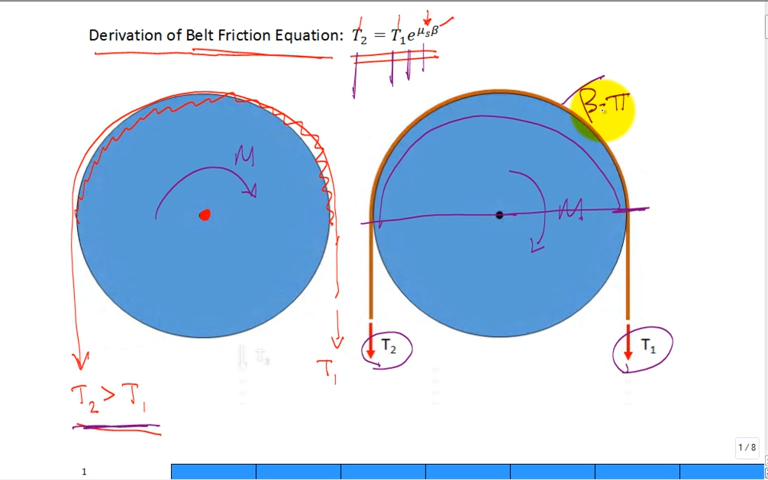 Derivation of Belt Friction Equation: T₂ = T₁e^μₛβ
β=π
M
M
T₂
T₁
T₁
T₂ > T₁
1 / 8
1